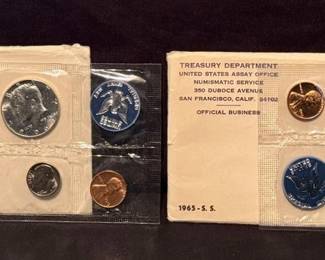 TREASURY DEPARTMENT
UNITED STATES ASSAY OFFICE
NUMISMATIC SERVICE
350 DUBOCE AVENUE
SAN FRANCISCO, CALIF. 94102
OFFICIAL BUSINESS
1965-S.S.